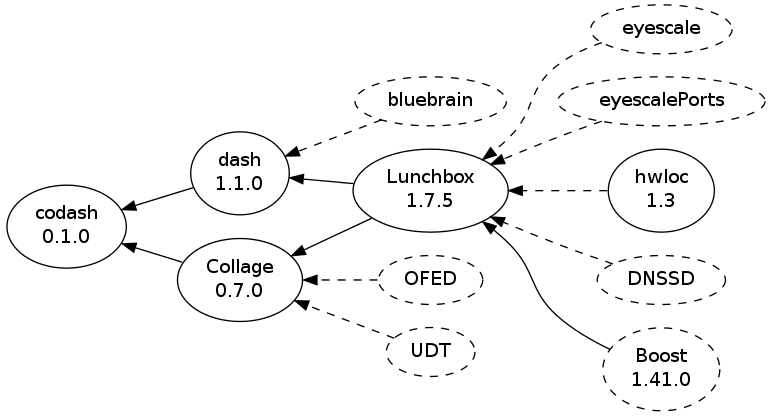 eyescale
eyescalePorts
bluebrain
dash
1.1.0
Lunchbox
1.7.5
hwloc
1.3
codash
0.1.0
Collage
0.7.0
OFED
DNSSD
UDT
Boost
1.41.0